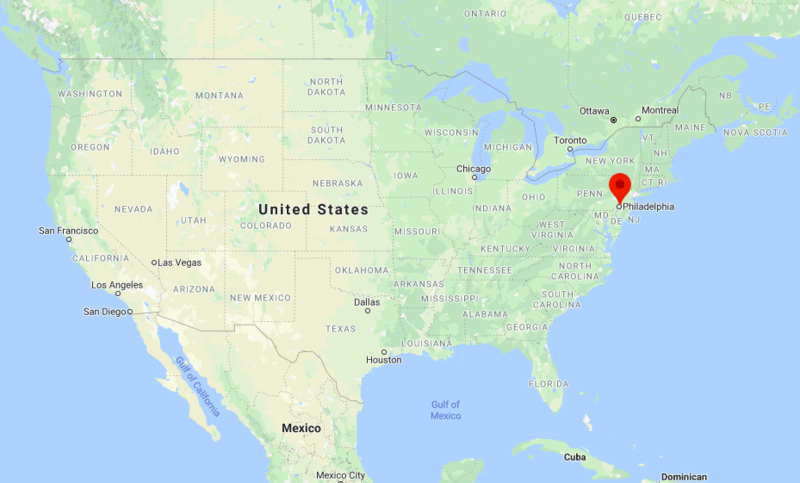 ONTARIO
QUEBEC
WASHINGTON
MONTANA
NORTH
DAKOTA
MINNESOTA
NB
PE
Ottawa
Montreal
MAINE
NOVA SCOTIA
OREGON
IDAHO
SOUTH
DAKOTA
WISCONSIN
MICHIGAN
Toronto
VT
NH
WYOMING
NEW YORK
MA
Chicago
IOWA
CT RI
NEBRASKA
ILLINOIS
INDIANA
OHIO
PENN
Philadelphia
NEVADA
UTAH
United States
COLORADO
KANSAS
MISSOURI
MD
DE
NJ
WEST
VIRGINIA
VIRGINIA
KENTUCKY
San Francisco
CALIFORNIA
Las Vegas
OKLAHOMA
TENNESSEE
NORTH
CAROLINA
Los Angeles
ARIZONA
NEW MEXICO
ARKANSAS
MISSISSIPPI
SOUTH
CAROLINA
San Diego
Dallas
ALABAMA
TEXAS
GEORGIA
LOUISIANA
Houston
Gulf of California
FLORIDA
Gulf of
Mexico
Mexico
Cuba
Mexico City
Dominican